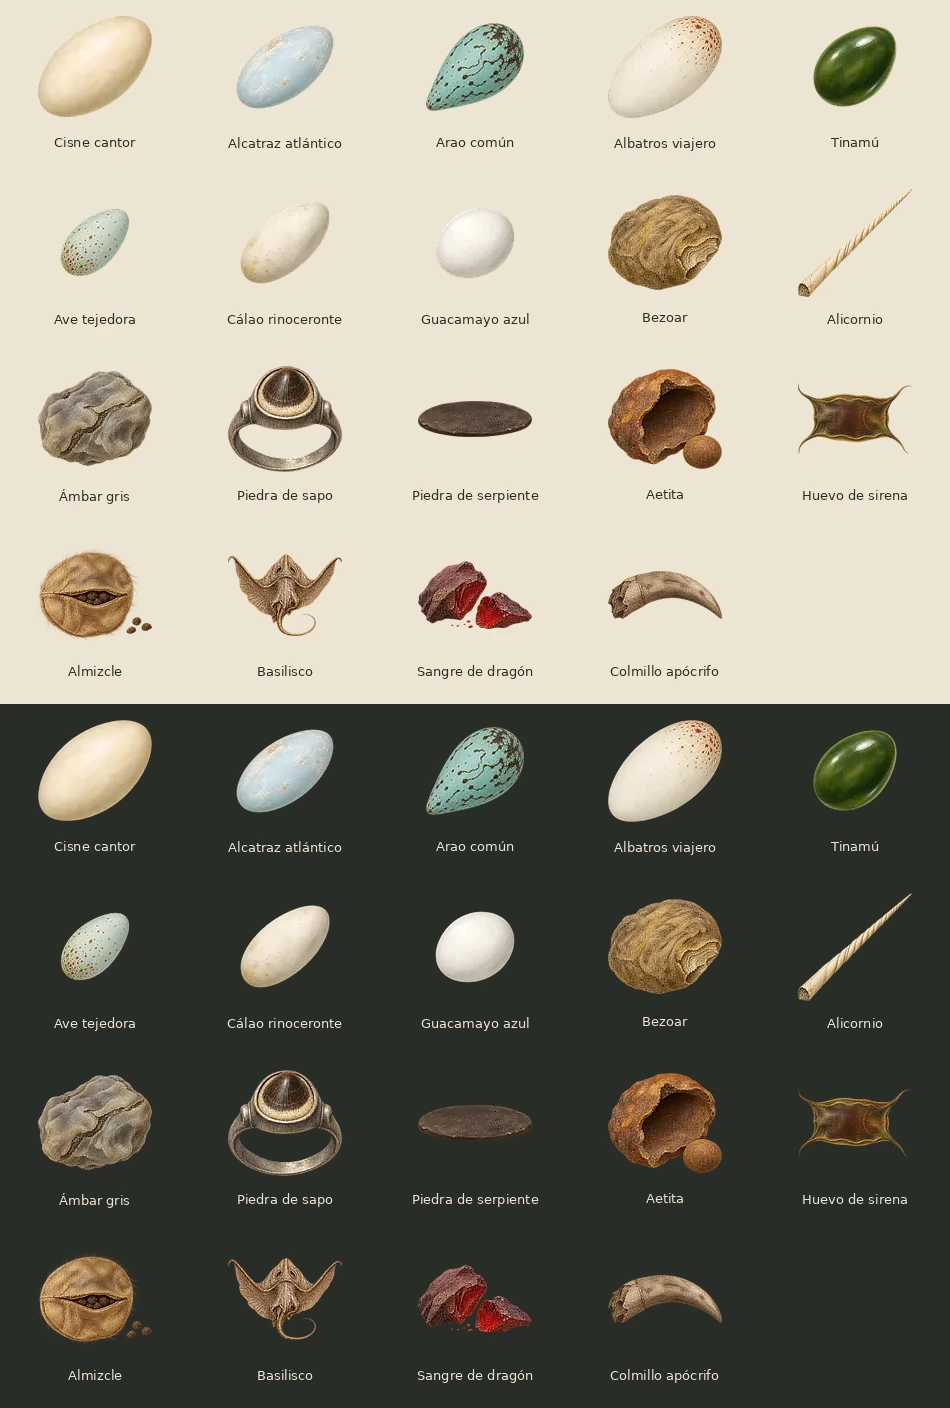 Cisne cantor
Alcatraz atlántico
Arao común
Albatros viajero
Tinamú
Ave tejedora
Cálao rinoceronte
Guacamayo azul
Bezoar
Alicornio
Ámbar gris
Piedra de sapo
Piedra de serpiente
Aetita
Huevo de sirena
Almizcle
Basilisco
Sangre de dragón
Colmillo apócrifo
Cisne cantor
Alcatraz atlántico
Arao común
Albatros viajero
Tinamú
Ave tejedora
Cálao rinoceronte
Guacamayo azul
Bezoar
Alicornio
Ámbar gris
Piedra de sapo
Piedra de serpiente
Aetita
Huevo de sirena
Almizcle
Basilisco
Sangre de dragón
Colmillo apócrifo